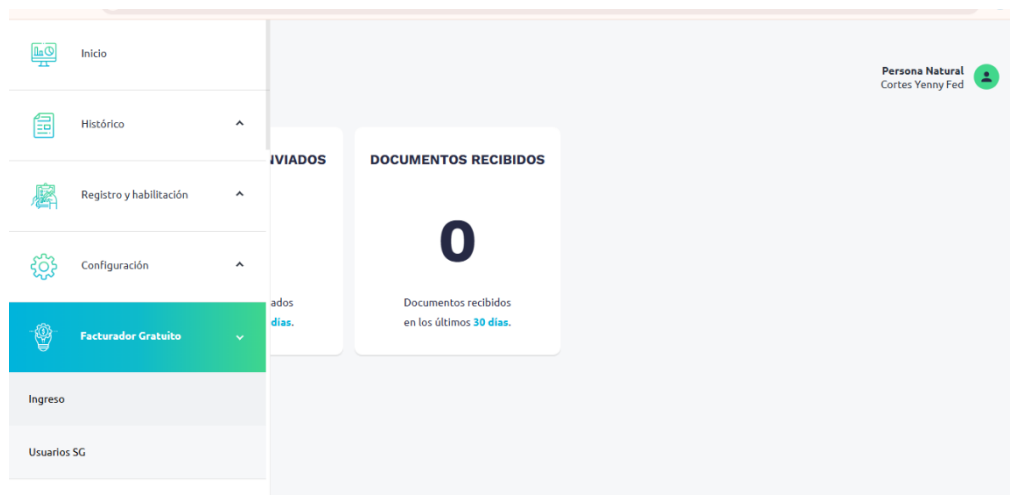 Inicio
Persona Natural
Cortes Yenny Fed
Histórico
NVIADOS
DOCUMENTOS RECIBIDOS
Registro y habilitación
0
Configuración
ados
Documentos recibidos
días.
en los últimos 30 días.
Facturador Gratuito
Ingreso
Usuarios SG